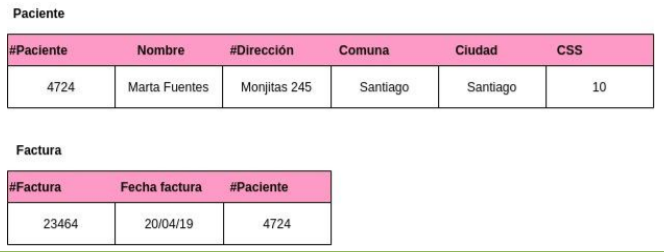 Paciente
#Paciente Nombre #Dirección Comuna Ciudad CSS
4724 Marta Fuentes Monjitas 245 Santiago Santiago 10
Factura
#Factura Fecha factura #Paciente
23464 20/04/19 4724